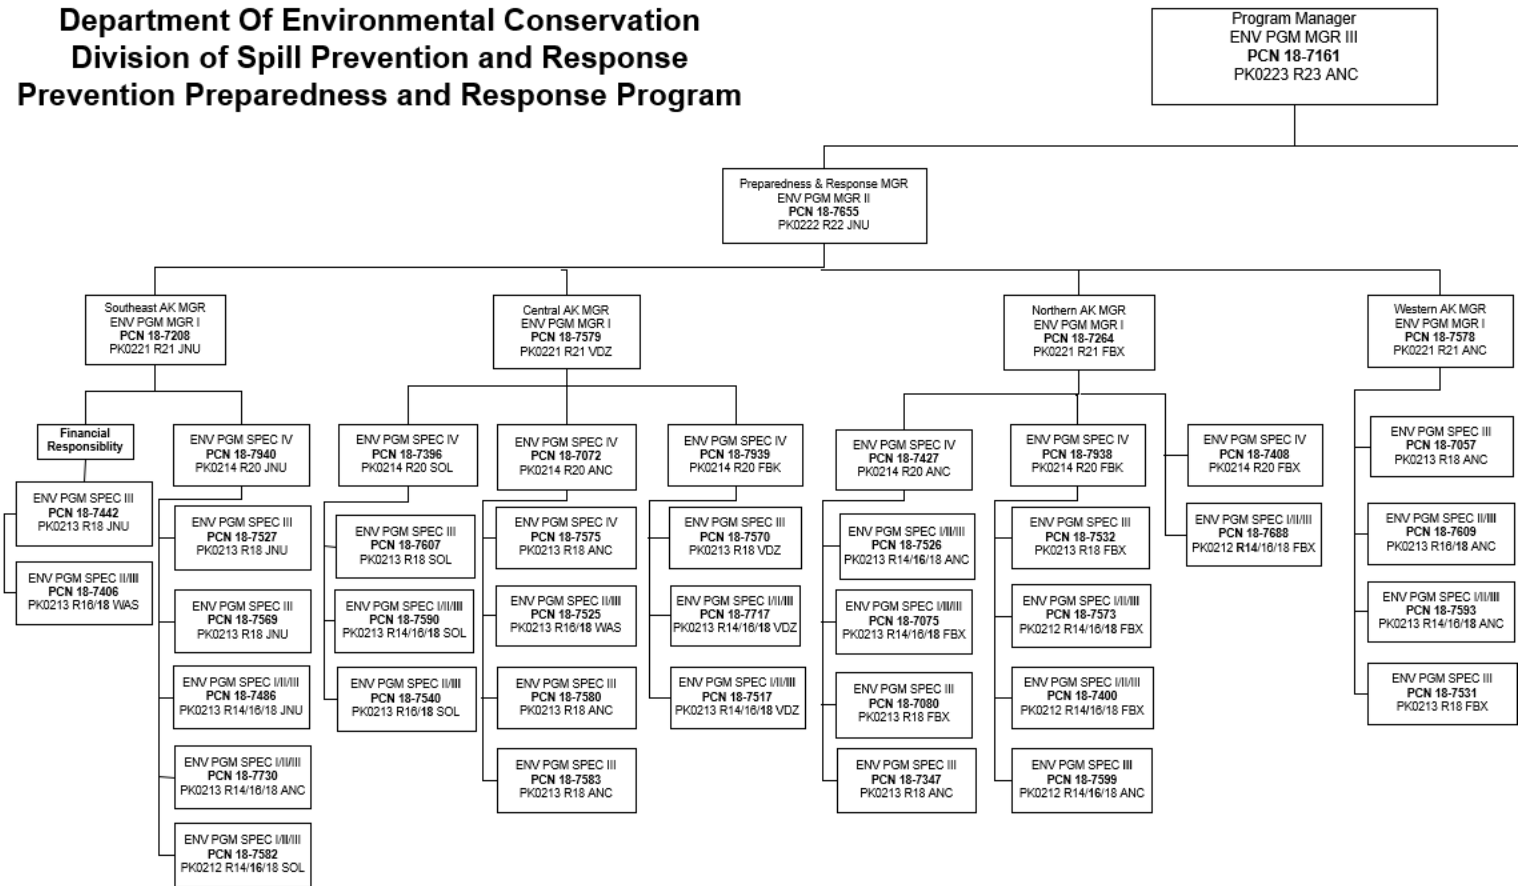 Department Of Environmental Conservation
Division of Spill Prevention and Response
Prevention Preparedness and Response Program
Program Manager
ENV PGM MGR III
PCN 18-7161
PK0223 R23 ANC
Preparedness & Response MGR
ENV PGM MGR II
PCN 18-7655
PK0222 R22 JNU
Southeast AK MGR
ENV PGM MGR I
PCN 18-7208
PK0221 R21 JNU
Central AK MGR
ENV PGM MGR I
PCN 18-7579
PK0221 R21 VDZ
Northern AK MGR
ENV PGM MGR I
PCN 18-7264
PK0221 R21 FBX
Western AK MGR
ENV PGM MGR I
PCN 18-7578
PK0221 R21 ANC
Financial
Responsiblity
ENV PGM SPEC III
PCN 18-7442
PK0213 R18 JNU
ENV PGM SPEC II/III
PCN 18-7406
PK0213 R16/18 WAS
ENV PGM SPEC IV
PCN 18-7940
PK0214 R20 JNU
ENV PGM SPEC III
PCN 18-7527
PK0213 R18 JNU
ENV PGM SPEC III
PCN 18-7569
PK0213 R18 JNU
ENV PGM SPEC I/II/III
PCN 18-7486
PK0213 R14/16/18 JNU
ENV PGM SPEC I/II/III
PCN 18-7730
PK0213 R14/16/18 ANC
ENV PGM SPEC I/II/III
PCN 18-7582
PK0212 R14/16/18 SOL
ENV PGM SPEC IV
PCN 18-7396
PK0214 R20 SOL
ENV PGM SPEC III
PCN 18-7607
PK0213 R18 SOL
ENV PGM SPEC I/II/III
PCN 18-7590
PK0213 R14/16/18 SOL
ENV PGM SPEC II/III
PCN 18-7540
PK0213 R16/18 SOL
ENV PGM SPEC IV
PCN 18-7072
PK0214 R20 ANC
ENV PGM SPEC IV
PCN 18-7575
PK0213 R18 ANC
ENV PGM SPEC II/III
PCN 18-7525
PK0213 R16/18 WAS
ENV PGM SPEC III
PCN 18-7580
PK0213 R18 ANC
ENV PGM SPEC III
PCN 18-7583
PK0213 R18 ANC
ENV PGM SPEC IV
PCN 18-7939
PK0214 R20 FBK
ENV PGM SPEC III
PCN 18-7570
PK0213 R18 VDZ
ENV PGM SPEC I/II/III
PCN 18-7717
PK0213 R14/16/18 VDZ
ENV PGM SPEC I/II/III
PCN 18-7517
PK0213 R14/16/18 VDZ
ENV PGM SPEC IV
PCN 18-7427
PK0214 R20 ANC
ENV PGM SPEC I/II/III
PCN 18-7526
PK0213 R14/16/18 ANC
ENV PGM SPEC I/II/III
PCN 18-7075
PK0213 R14/16/18 FBX
ENV PGM SPEC III
PCN 18-7080
PK0213 R18 FBX
ENV PGM SPEC III
PCN 18-7347
PK0213 R18 ANC
ENV PGM SPEC IV
PCN 18-7938
PK0214 R20 FBK
ENV PGM SPEC III
PCN 18-7532
PK0213 R18 FBX
ENV PGM SPEC I/II/III
PCN 18-7573
PK0212 R14/16/18 FBX
ENV PGM SPEC I/II/III
PCN 18-7400
PK0212 R14/16/18 FBX
ENV PGM SPEC III
PCN 18-7599
PK0212 R14/16/18 ANC
ENV PGM SPEC IV
PCN 18-7408
PK0214 R20 FBX
ENV PGM SPEC I/II/III
PCN 18-7688
PK0212 R14/16/18 FBX
ENV PGM SPEC III
PCN 18-7057
PK0213 R18 ANC
ENV PGM SPEC II/III
PCN 18-7609
PK0213 R16/18 ANC
ENV PGM SPEC I/II/III
PCN 18-7593
PK0213 R14/16/18 ANC
ENV PGM SPEC III
PCN 18-7531
PK0213 R18 FBX